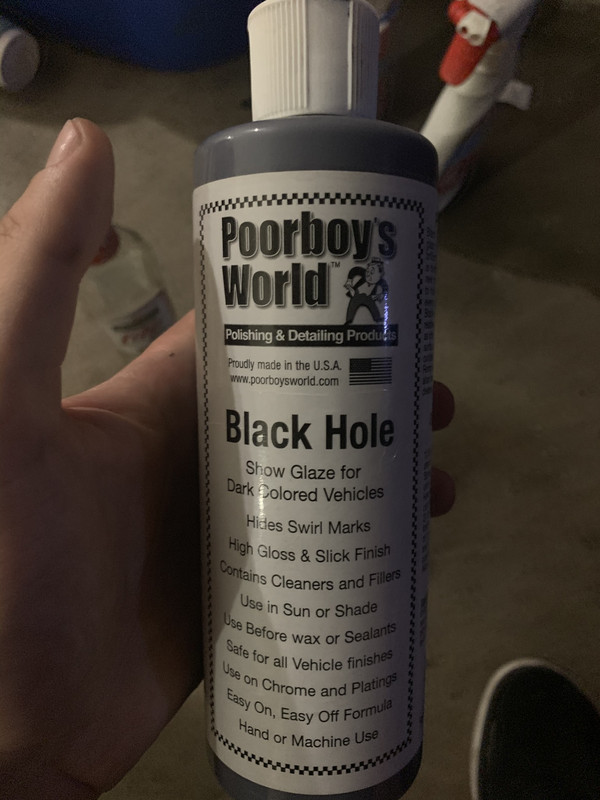 Poorboy's
World™
Polishing & Detailing Products
Proudly made in the U.S.A.
www.poorboysworld.com
Black Hole
Show Glaze for
Dark Colored Vehicles
Hides Swirl Marks
High Gloss & Slick Finish
Contains Cleaners and Fillers
Use in Sun or Shade
Use Before wax or Sealants
Safe for all Vehicle finishes
Use on Chrome and Platings
Easy On, Easy Off Formula
Hand or Machine Use